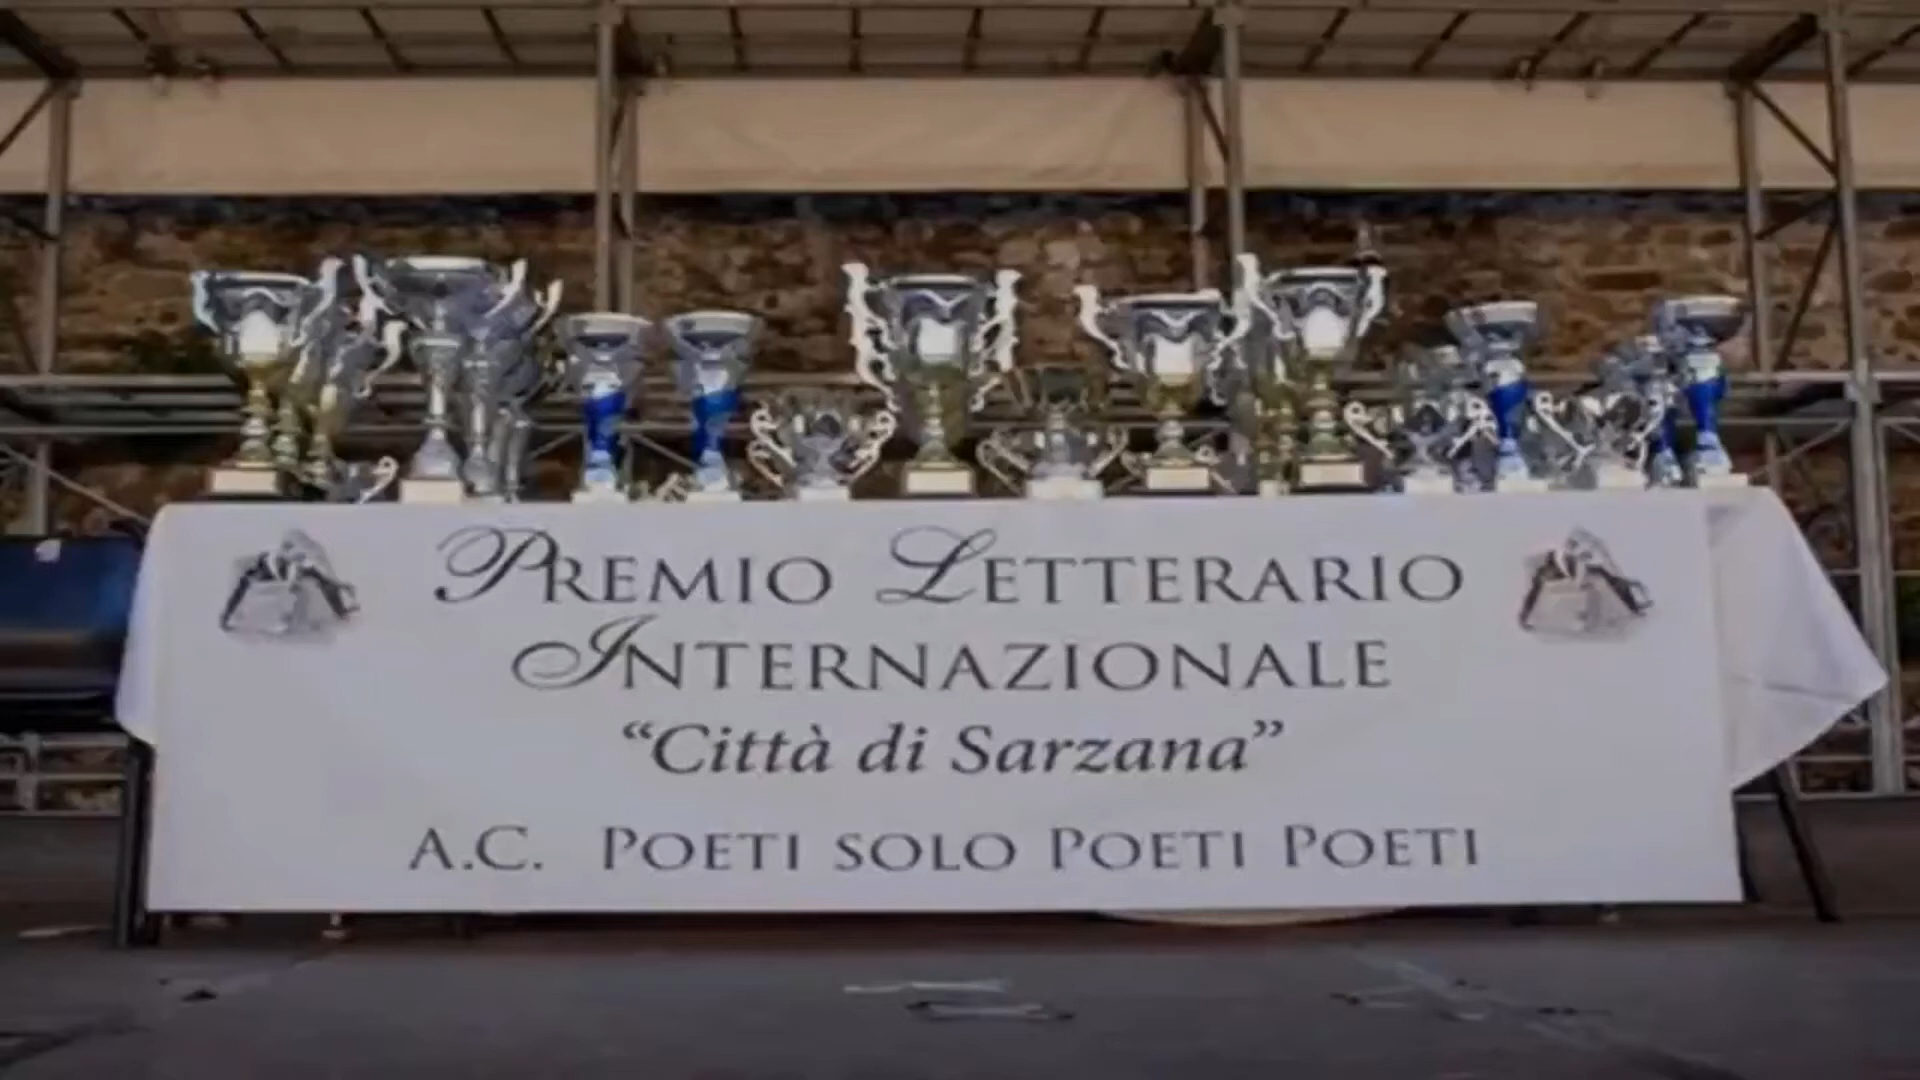 PREMIO LETTERARIO
INTERNAZIONALE
“Città di Sarzana”
A.C. POETI SOLO POETI POETI